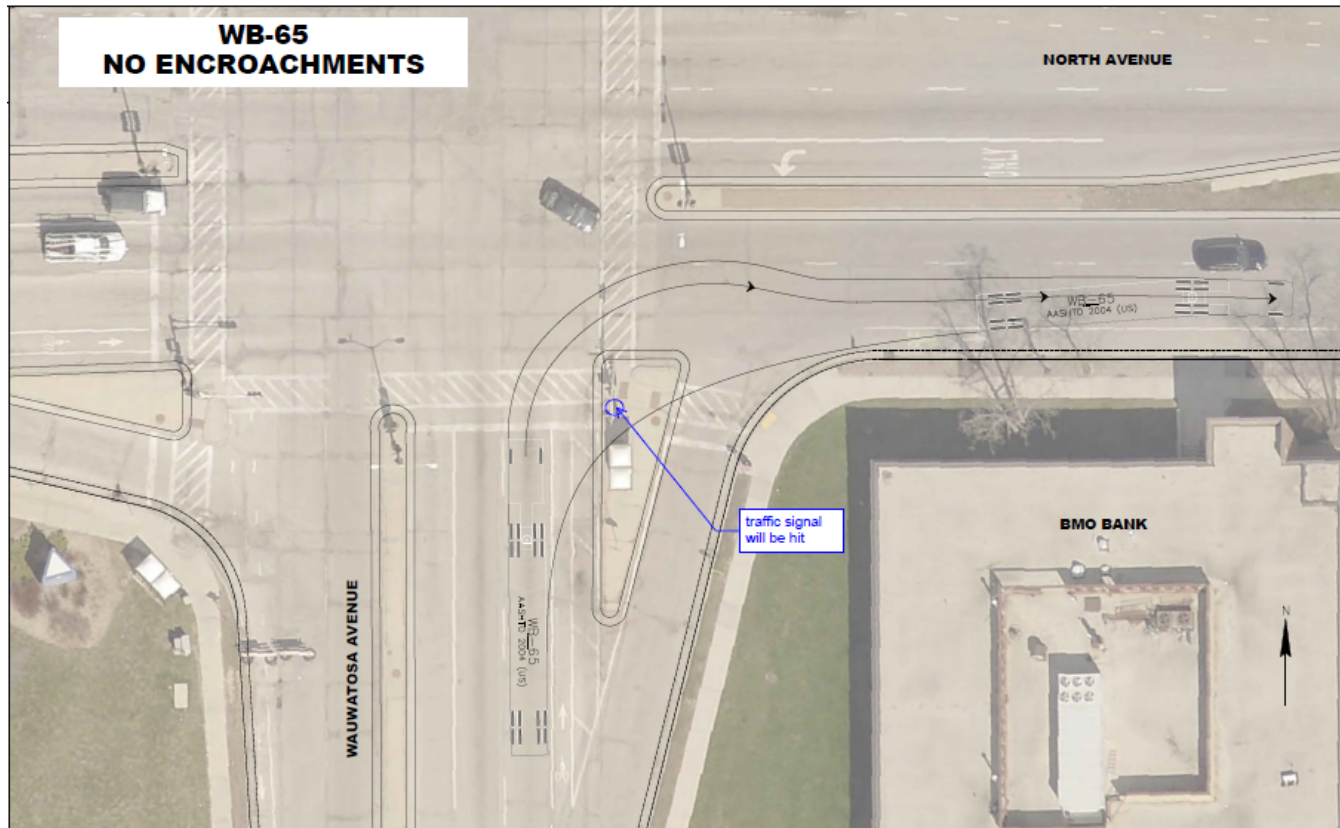 WB-65
NO ENCROACHMENTS
NORTH AVENUE
ONLY
WB-65
AASHTO 2004 (US)
traffic signal
will be hit
BMO BANK
WAUWATOSA AVENUE
WB-65
AASHTO 2004 (US)
N